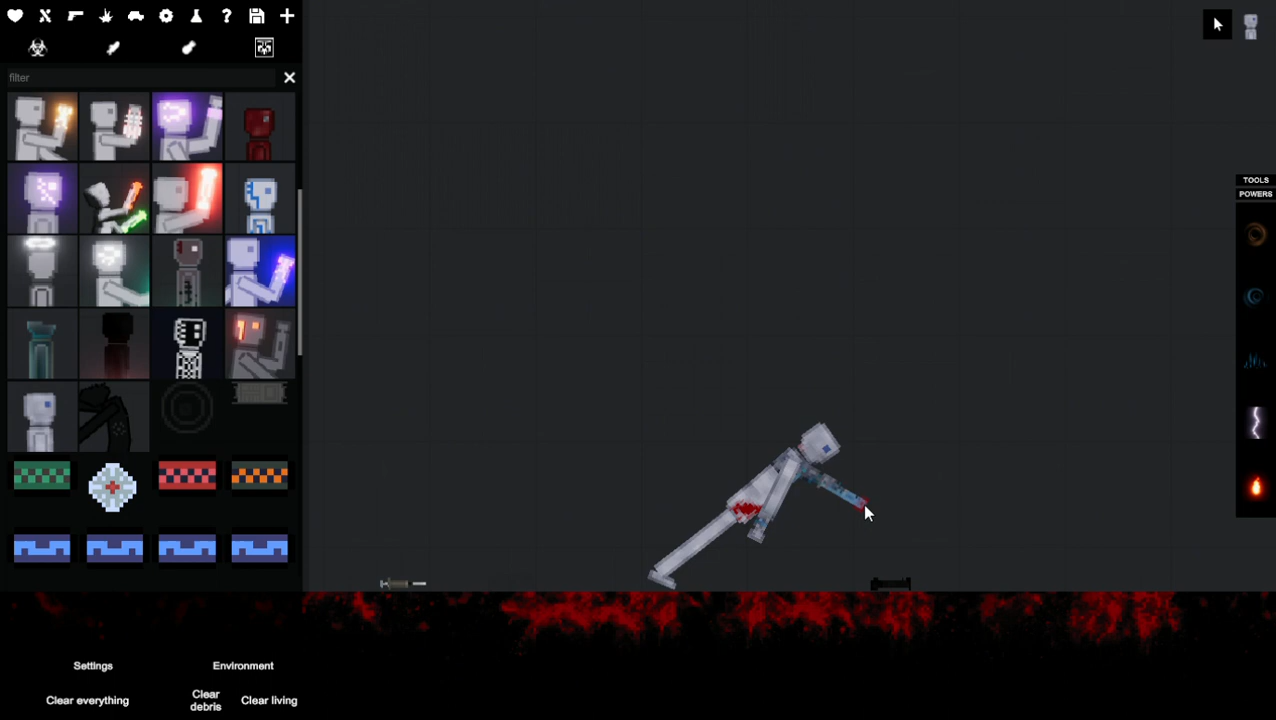 filter
TOOLS
POWERS
Settings
Environment
Clear everything
Clear
debris
Clear living